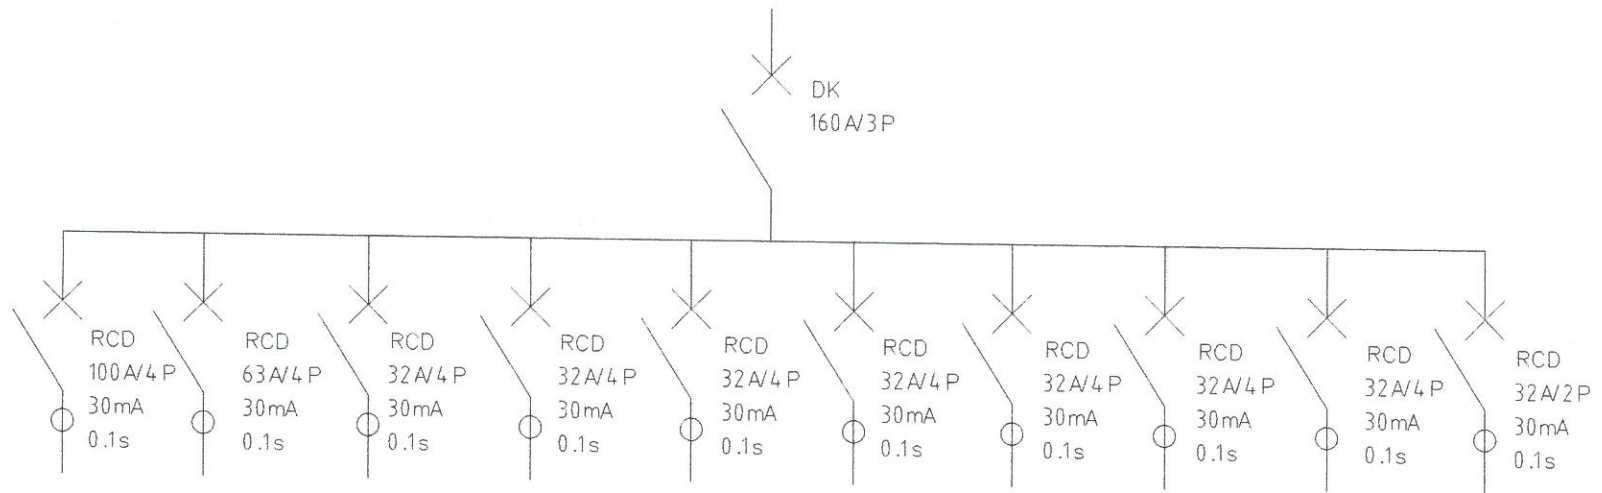 DK
160A/3P
RCD
100A/4P
30mA
0.1s
RCD
63A/4P
30mA
0.1s
RCD
32A/4P
30mA
0.1s
RCD
32A/4P
30mA
0.1s
RCD
32A/4P
30mA
0.1s
RCD
32A/4P
30mA
0.1s
RCD
32A/4P
30mA
0.1s
RCD
32A/4P
30mA
0.1s
RCD
32A/4P
30mA
0.1s
RCD
32A/2P
30mA
0.1s